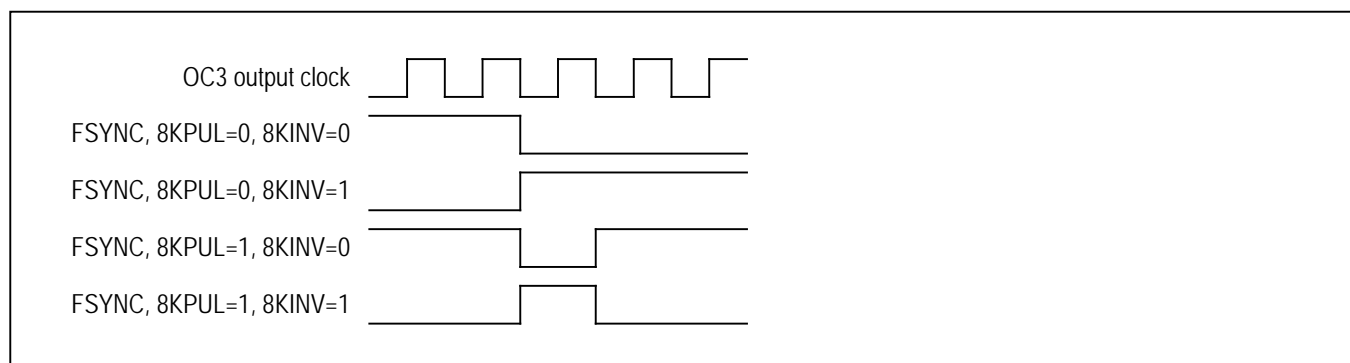 OC3 output clock
FSYNC, 8KPUL=0, 8KINV=0
FSYNC, 8KPUL=0, 8KINV=1
FSYNC, 8KPUL=1, 8KINV=0
FSYNC, 8KPUL=1, 8KINV=1